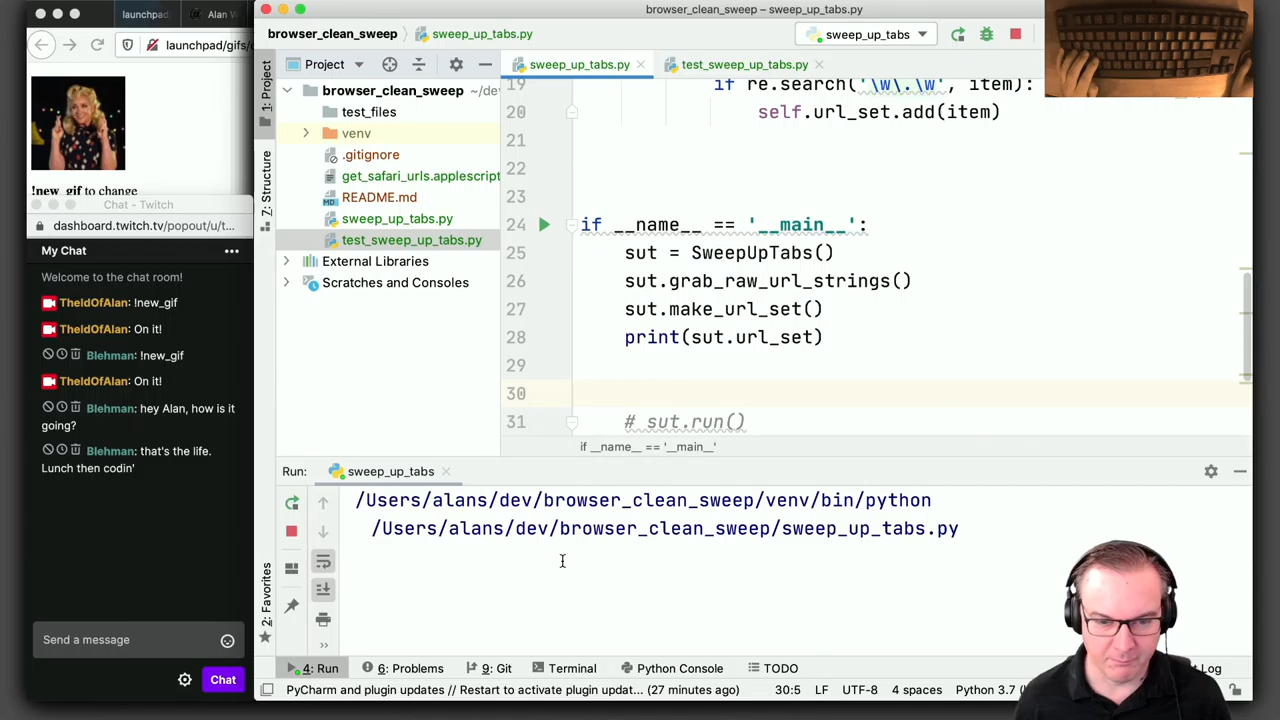 launchpad
Alan W
launchpad/gifs/
!new_gif to change
Chat - Twitch
dashboard.twitch.tv/popout/u/t...
My Chat
Welcome to the chat room!
TheIdOfAlan: !new_gif
TheIdOfAlan: On it!
Blehman: !new_gif
TheIdOfAlan: On it!
Blehman: hey Alan, how is it
going?
Blehman: that's the life.
Lunch then codin'
Send a message
Chat
browser_clean_sweep – sweep_up_tabs.py
browser_clean_sweep
sweep_up_tabs.py
sweep_up_tabs
1: Project
7: Structure
2: Favorites
Project
browser_clean_sweep ~/dev
test_files
venv
.gitignore
get_safari_urls.applescript
README.md
sweep_up_tabs.py
test_sweep_up_tabs.py
External Libraries
Scratches and Consoles
sweep_up_tabs.py
test_sweep_up_tabs.py
19 if re.search('\w\.\w', item):
20 self.url_set.add(item)
21
22
23
24 if __name__ == '__main__':
25 sut = SweepUpTabs()
26 sut.grab_raw_url_strings()
27 sut.make_url_set()
28 print(sut.url_set)
29
30
31 # sut.run()
if __name__ == '__main__'
Run: sweep_up_tabs
/Users/alans/dev/browser_clean_sweep/venv/bin/python
/Users/alans/dev/browser_clean_sweep/sweep_up_tabs.py
4: Run
6: Problems
9: Git
Terminal
Python Console
TODO
Log
PyCharm and plugin updates // Restart to activate plugin updat... (27 minutes ago)
30:5
LF
UTF-8
4 spaces
Python 3.7